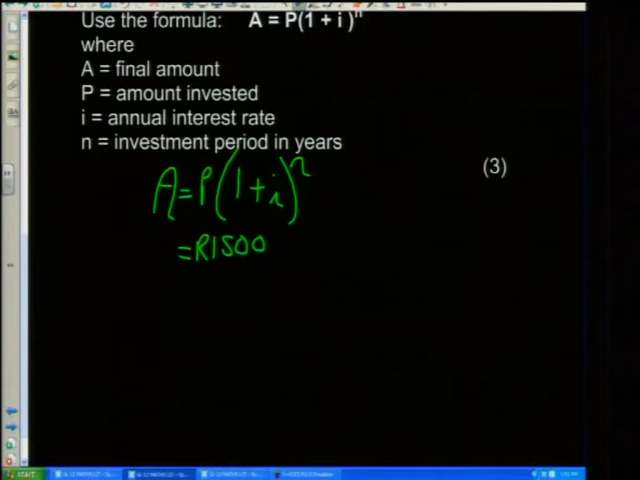 Use the formula: A = P(1 + i )ⁿ
where
A = final amount
P = amount invested
i = annual interest rate
n = investment period in years
(3)
A=P(1+i)ⁿ
=R1500
START